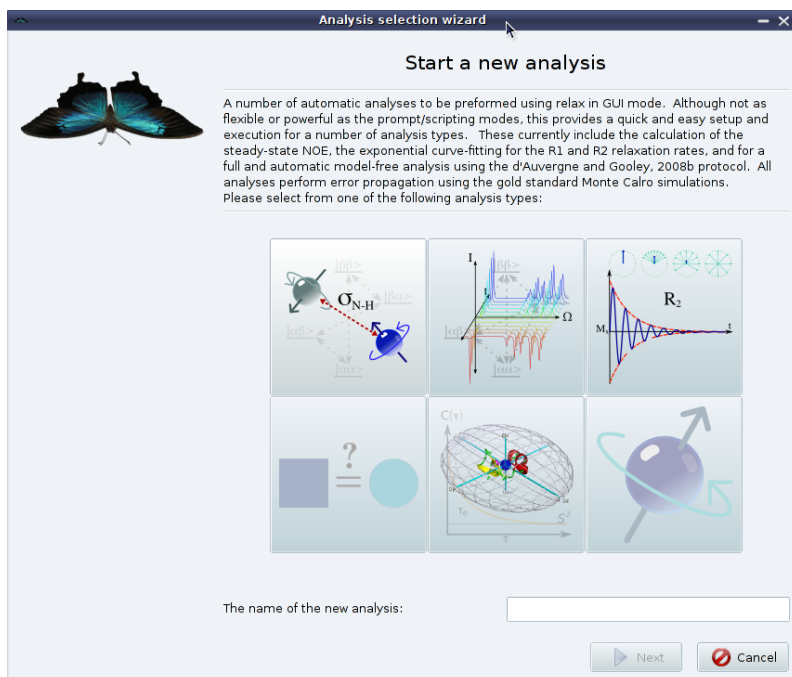 Analysis selection wizard
Start a new analysis
A number of automatic analyses to be preformed using relax in GUI mode.  Although not as
flexible or powerful as the prompt/scripting modes, this provides a quick and easy setup and
execution for a number of analysis types.   These currently include the calculation of the
steady-state NOE, the exponential curve-fitting for the R1 and R2 relaxation rates, and for a
full and automatic model-free analysis using the d'Auvergne and Gooley, 2008b protocol.  All
analyses perform error propagation using the gold standard Monte Calro simulations.
Please select from one of the following analysis types:
|ββ>
σN-H
|βα>
|αβ>
|αα>
I
|ββ>
Ω
|αβ>
|αα>
R2
t
?
=
C(τ)
τe
S²
τ
The name of the new analysis:
Next
Cancel